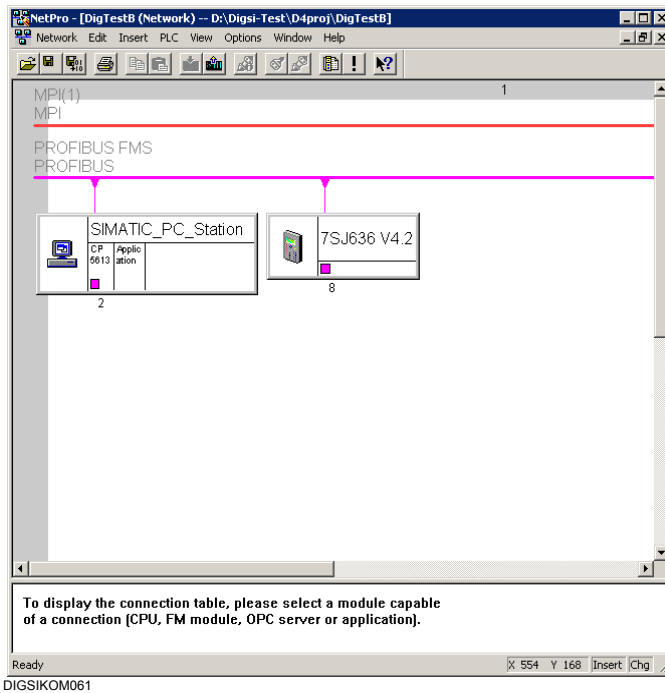 NetPro - [DigTestB (Network) -- D:\Digsi-Test\D4proj\DigTestB]
Network Edit Insert PLC View Options Window Help
1
MPI(1)
MPI
PROFIBUS FMS
PROFIBUS
SIMATIC_PC_Station
CP 5613
Applic ation
2
7SJ636 V4.2
8
To display the connection table, please select a module capable
of a connection (CPU, FM module, OPC server or application).
Ready X 554 Y 168 Insert Chg
DIGSIKOM061